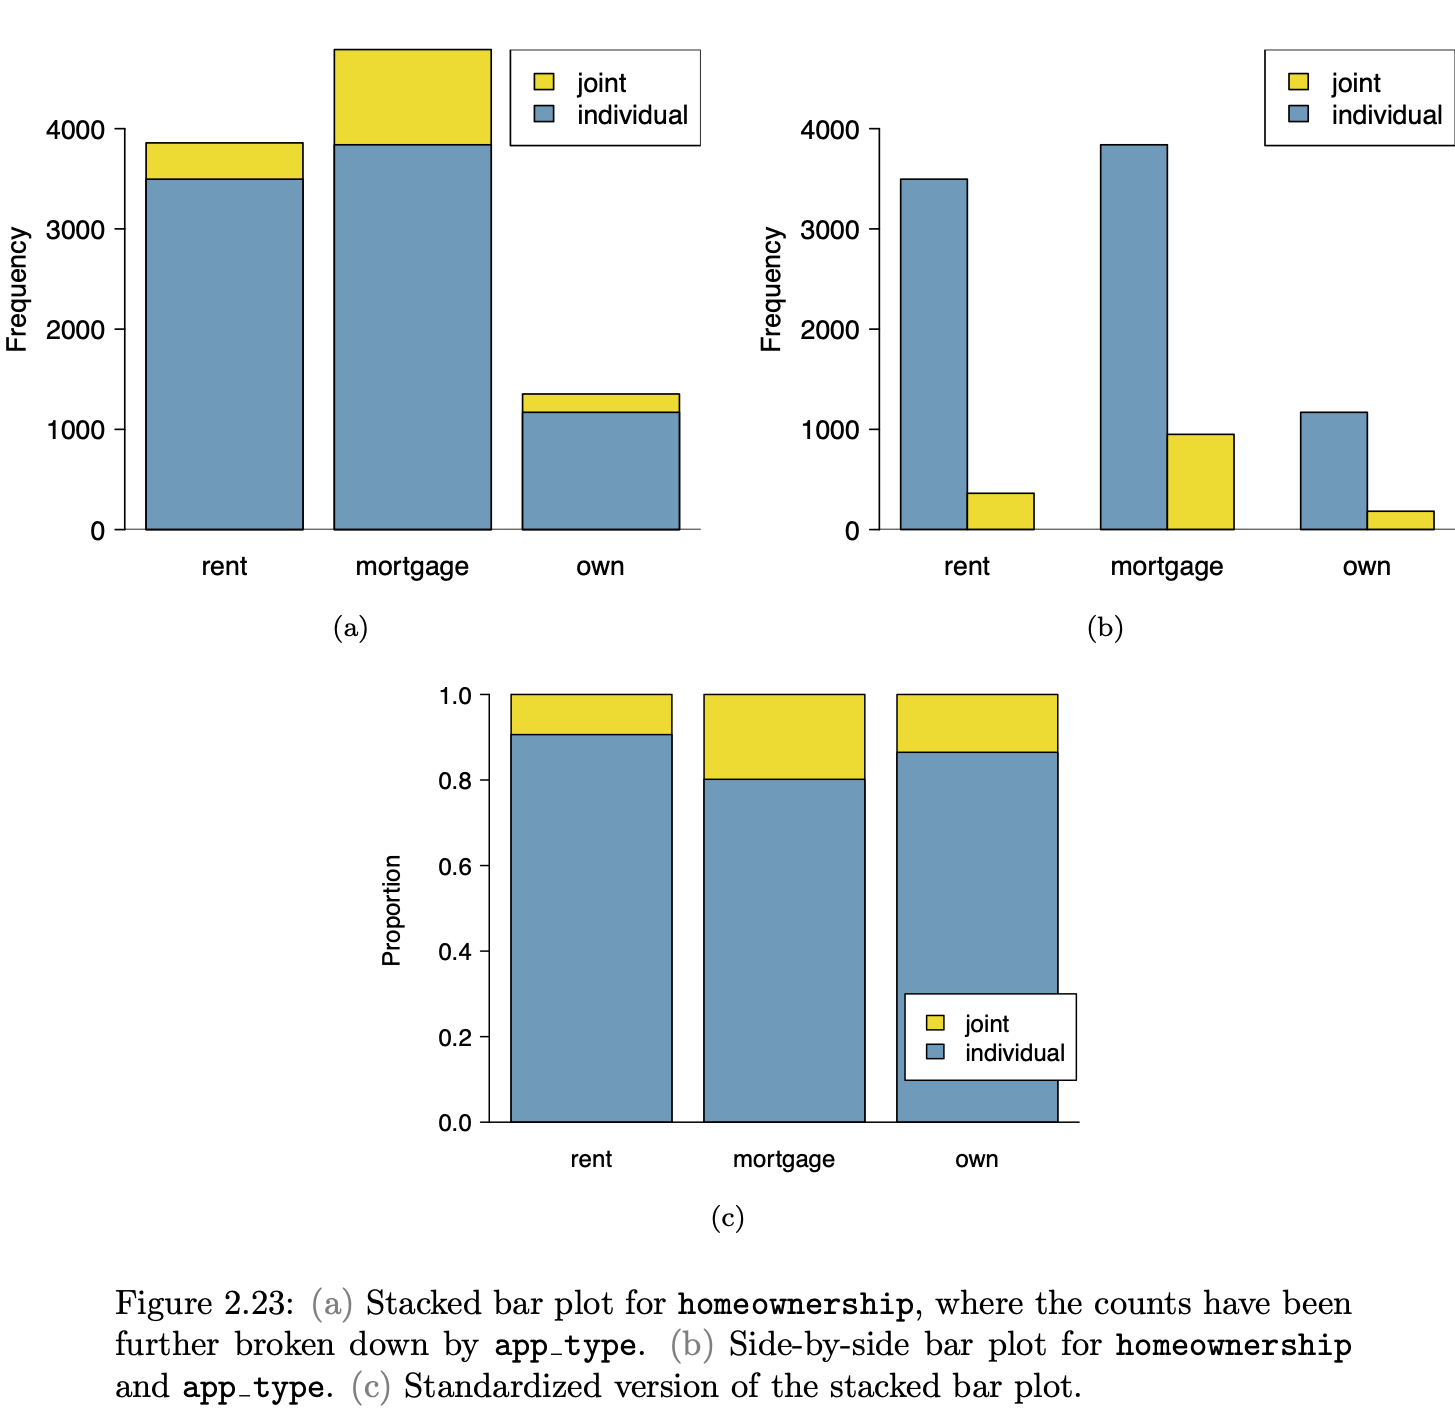 joint
individual
4000
3000
2000
1000
0
Frequency
rent mortgage own
(a)
joint
individual
4000
3000
2000
1000
0
Frequency
rent mortgage own
(b)
1.0
0.8
0.6
0.4
0.2
0.0
Proportion
joint
individual
rent mortgage own
(c)
Figure 2.23: (a) Stacked bar plot for homeownership, where the counts have been
further broken down by app_type. (b) Side-by-side bar plot for homeownership
and app_type. (c) Standardized version of the stacked bar plot.